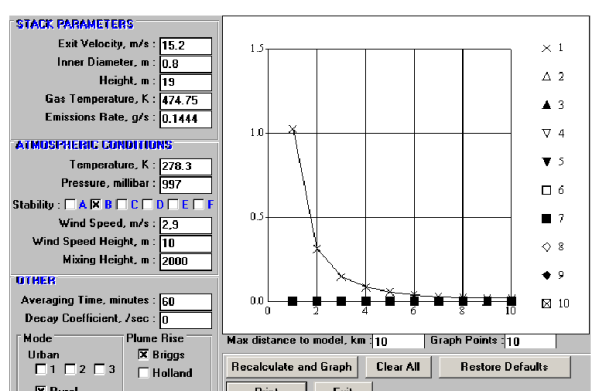 STACK PARAMETERS
Exit Velocity, m/s : 15.2
Inner Diameter, m : 0.8
Height, m : 19
Gas Temperature, K : 474.75
Emissions Rate, g/s : 0.1444
ATMOSPHERIC CONDITIONS
Temperature, K : 278.3
Pressure, millibar : 997
Stability : A B C D E F
Wind Speed, m/s : 2,9
Wind Speed Height, m : 10
Mixing Height, m : 2000
OTHER
Averaging Time, minutes : 60
Decay Coefficient, /sec : 0
Mode
Urban
1 2 3
Rural
Plume Rise
Briggs
Holland
1.5
1.0
0.5
0.0
0 2 4 6 8 10
1
2
3
4
5
6
7
8
9
10
Max distance to model, km : 10 Graph Points : 10
Recalculate and Graph Clear All Restore Defaults
Print Exit